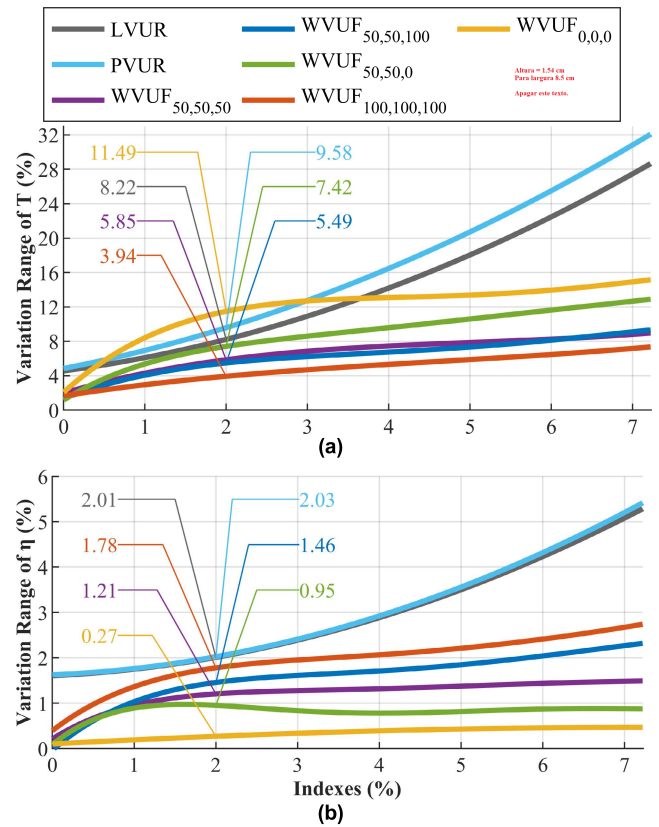 LVUR
WVUF50,50,100
WVUF0,0,0
PVUR
WVUF50,50,0
WVUF50,50,50
WVUF100,100,100
Altura = 1.54 cm
Para largura 8.5 cm
Apagar este texto.
Variation Range of T (%)
32
28
24
20
16
12
8
4
0
11.49
9.58
8.22
7.42
5.85
5.49
3.94
0 1 2 3 4 5 6 7
(a)
Variation Range of η (%)
6
5
4
3
2
1
0
2.01
2.03
1.78
1.46
1.21
0.95
0.27
0 1 2 3 4 5 6 7
Indexes (%)
(b)